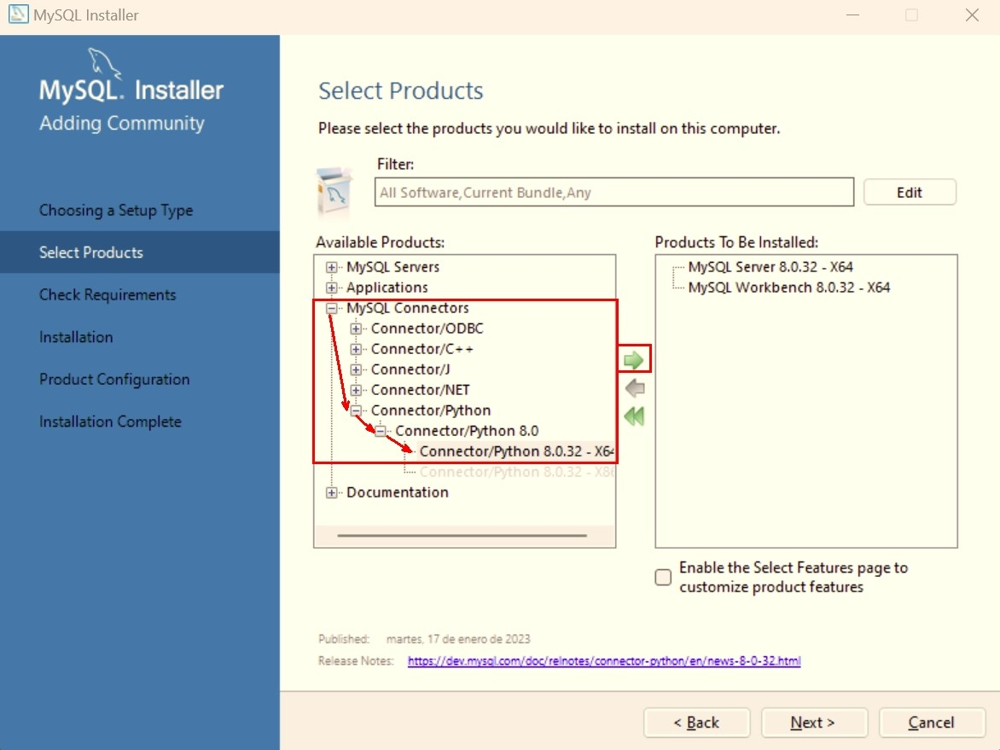 MySQL Installer
MySQL. Installer
Adding Community
Choosing a Setup Type
Select Products
Check Requirements
Installation
Product Configuration
Installation Complete
Select Products
Please select the products you would like to install on this computer.
Filter:
All Software,Current Bundle,Any
Edit
Available Products:
MySQL Servers
Applications
MySQL Connectors
Connector/ODBC
Connector/C++
Connector/J
Connector/NET
Connector/Python
Connector/Python 8.0
Connector/Python 8.0.32 - X64
Connector/Python 8.0.32 - X86
Documentation
Products To Be Installed:
MySQL Server 8.0.32 - X64
MySQL Workbench 8.0.32 - X64
Enable the Select Features page to
customize product features
Published: martes, 17 de enero de 2023
Release Notes: https://dev.mysql.com/doc/relnotes/connector-python/en/news-8-0-32.html
< Back
Next >
Cancel